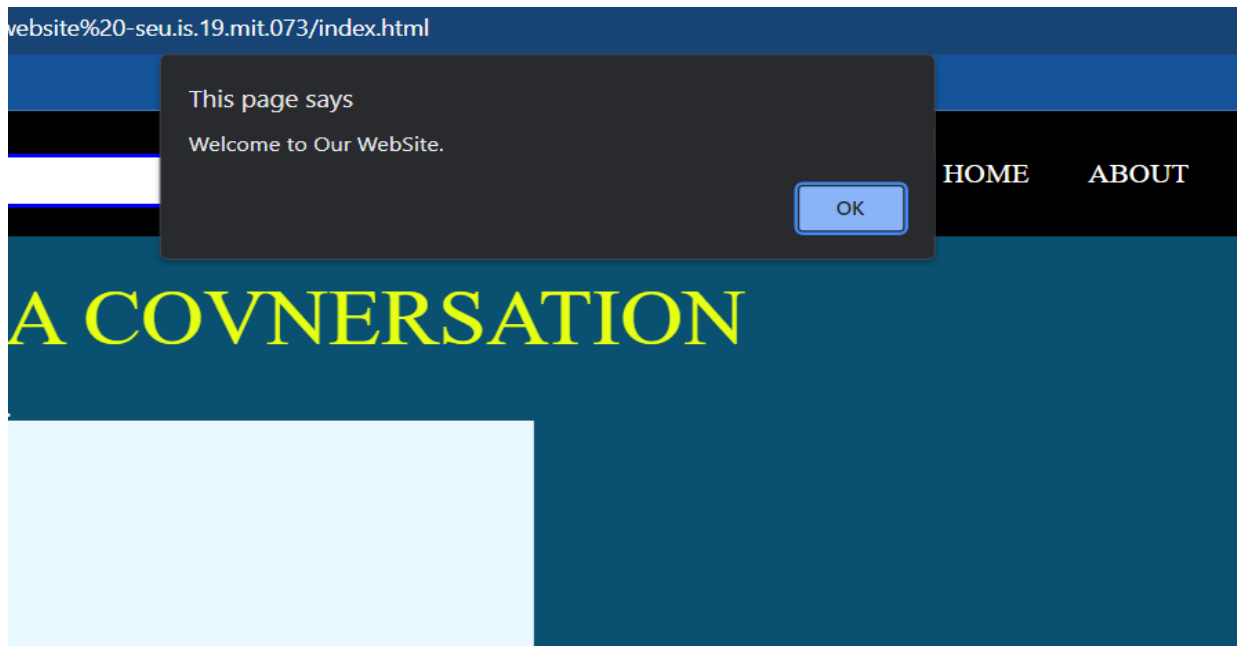 website%20-seu.is.19.mit.073/index.html
This page says
Welcome to Our WebSite.
OK
HOME ABOUT
A COVNERSATION